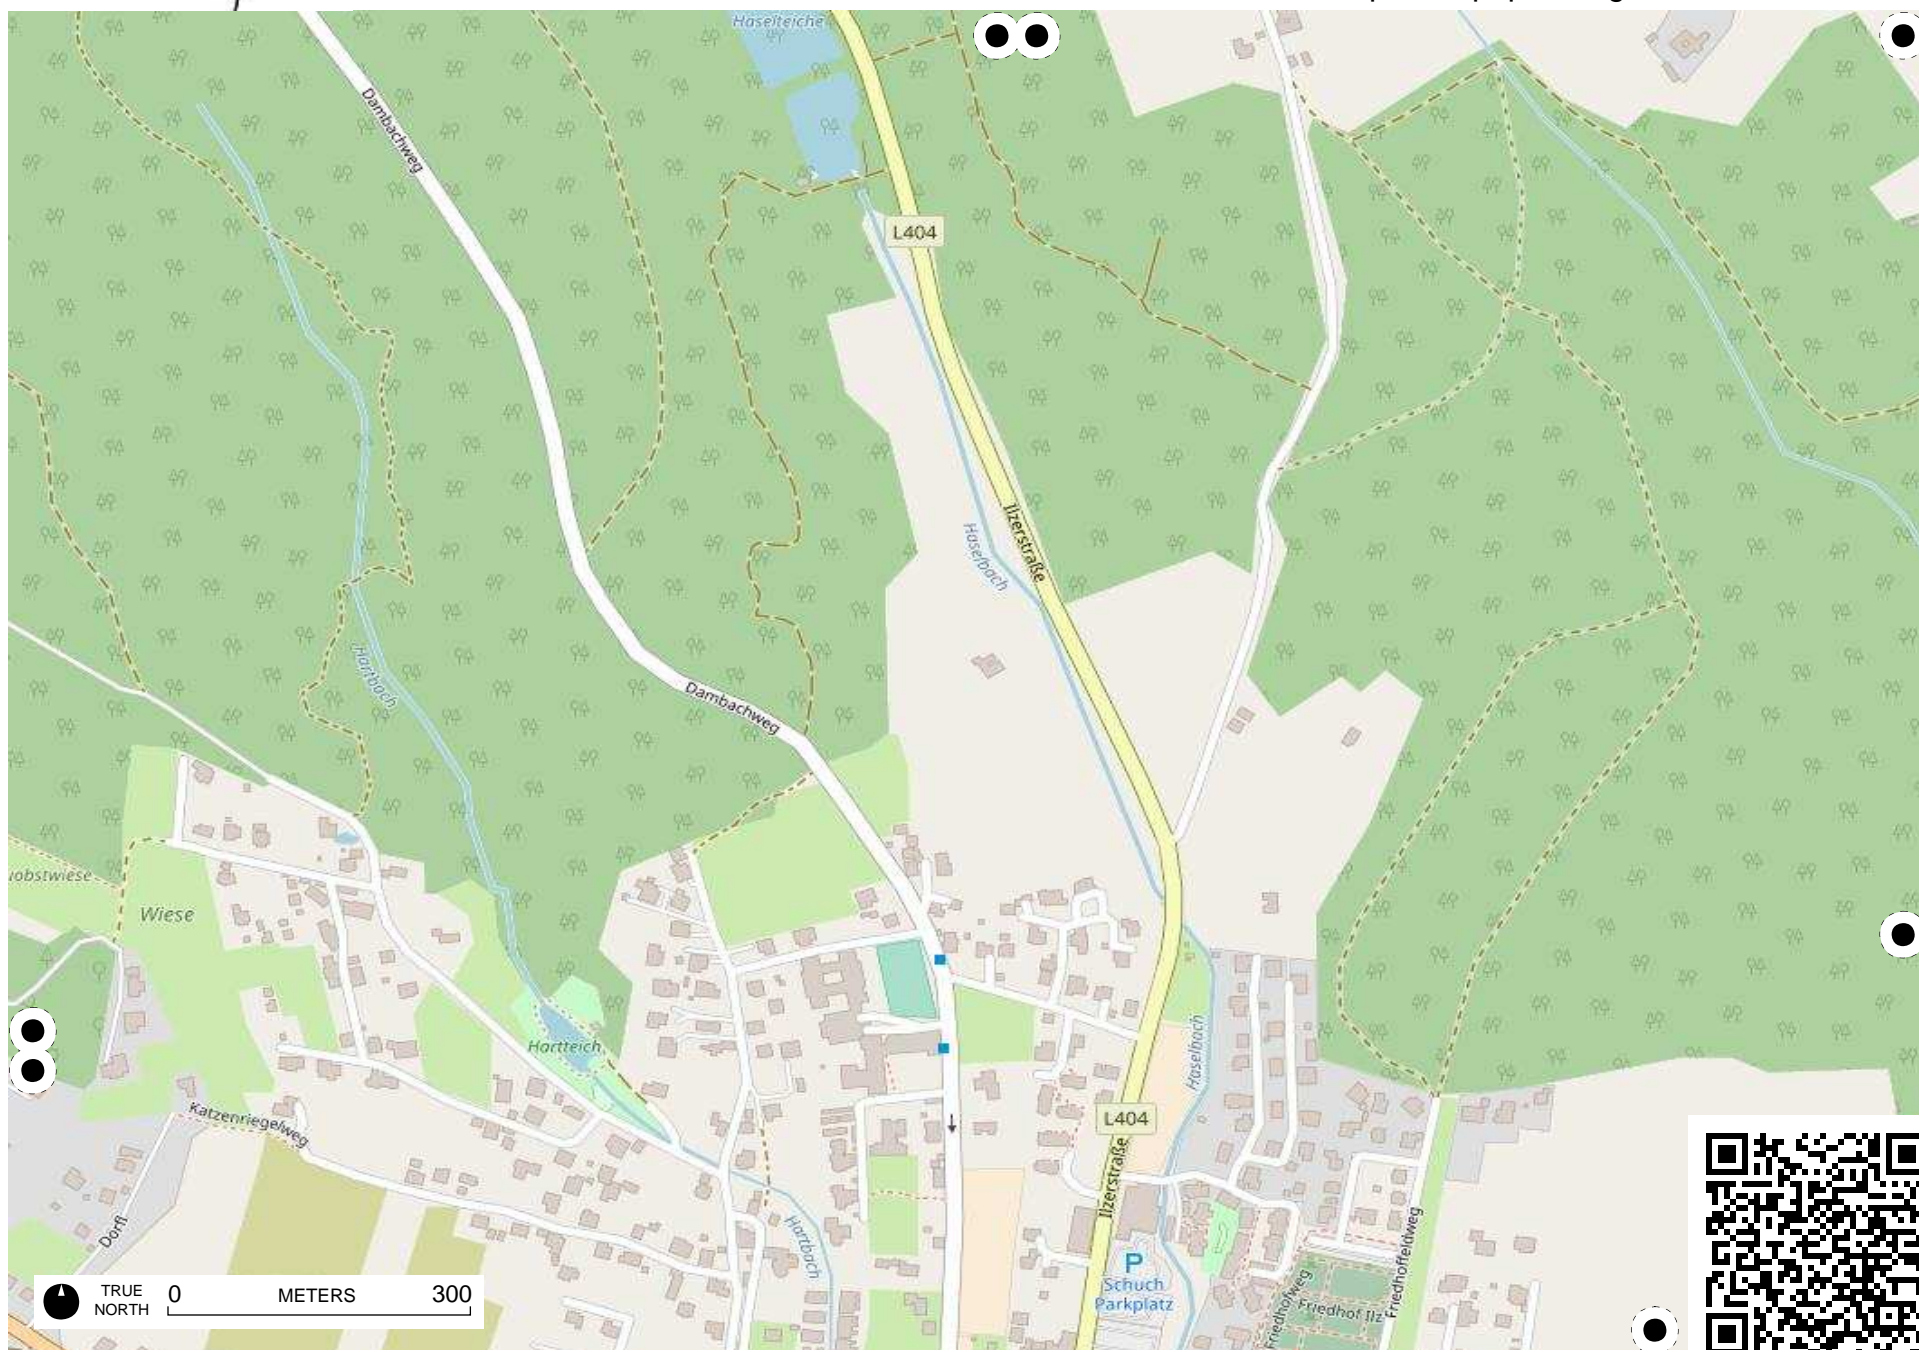 Haselteiche
Dambachweg
L404
Ilzerstraße
Haselbach
Hartbach
Dambachweg
Wiese
Hartteich
Haselbach
Katzenriegelweg
L404
Ilzerstraße
Dörfl
Hartbach
Friedhoffeldweg
P
Schuch
Parkplatz
Friedhofweg
Friedhof Ilz
TRUE
NORTH
0 METERS 300